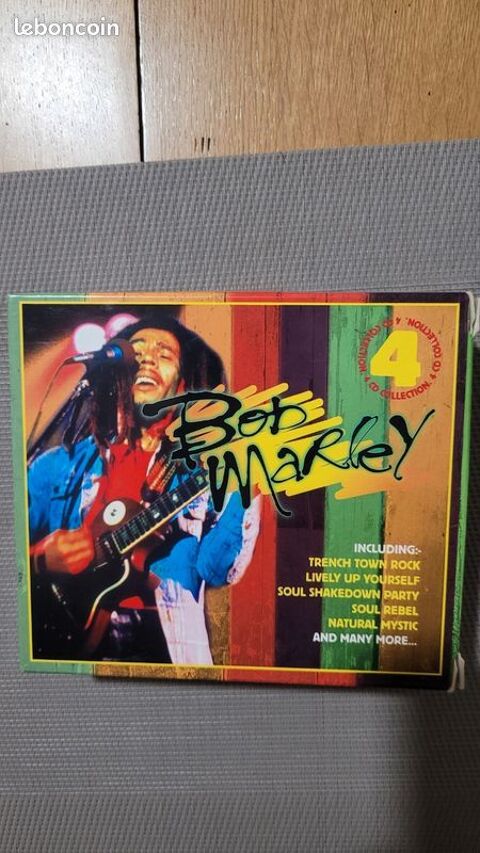 leboncoin
4
CD COLLECTION. 4 CD COLLECTION. 4 CD COLLECTION. 4
Bob
Marley
INCLUDING:-
TRENCH TOWN ROCK
LIVELY UP YOURSELF
SOUL SHAKEDOWN PARTY
SOUL REBEL
NATURAL MYSTIC
AND MANY MORE....